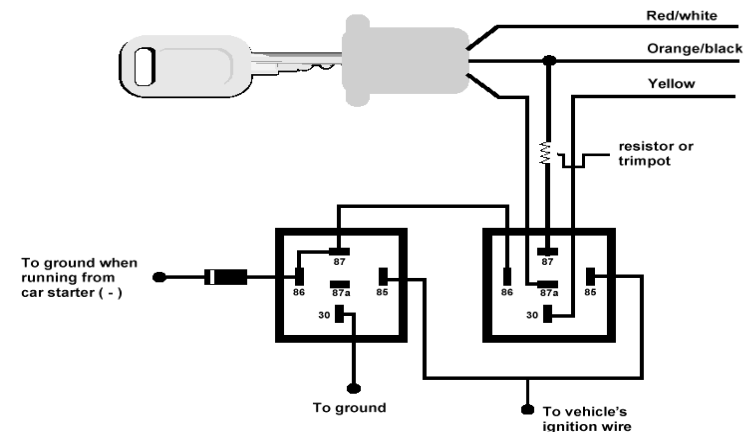 Red/white
Orange/black
Yellow
resistor or
trimpot
To ground when
running from
car starter ( - )
87
86
87a
85
30
87
86
87a
85
30
To ground
To vehicle's
ignition wire